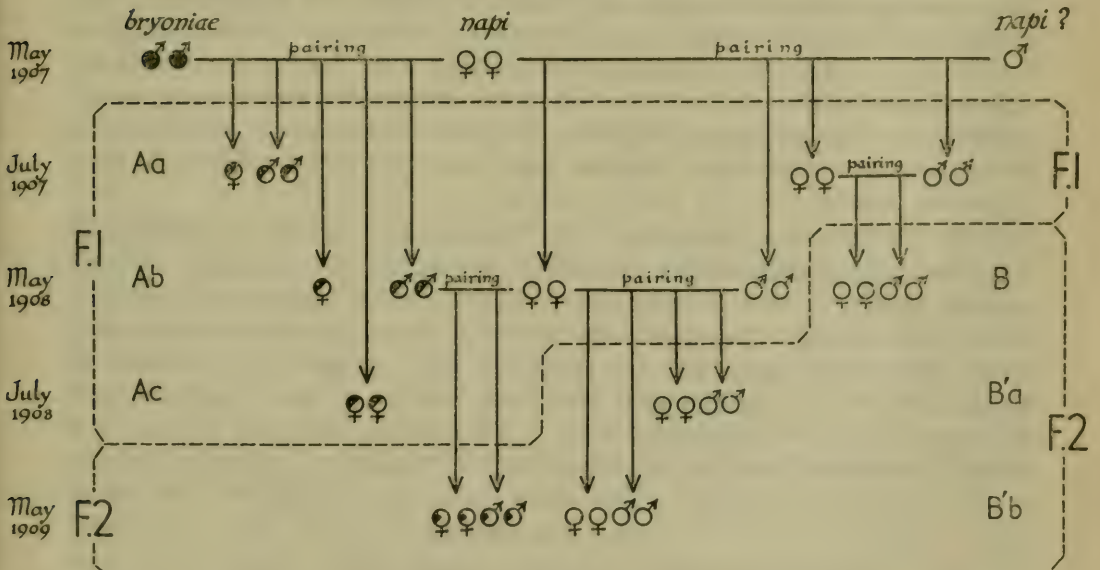 bryoniae napi napi ?
May 1907 ♂♂ pairing ♀♀ pairing ♂
July 1907 Aa ♀ ♂♂ ♀♀ pairing ♂♂ F.1
F.1
May 1908 Ab ♀ ♂♂ pairing ♀♀ pairing ♂♂ ♀♀♂♂ B
July 1908 Ac ♀♀ ♀♀♂♂ B'a
F.2
May 1909 F.2 ♀♀♂♂ ♀♀♂♂ B'b